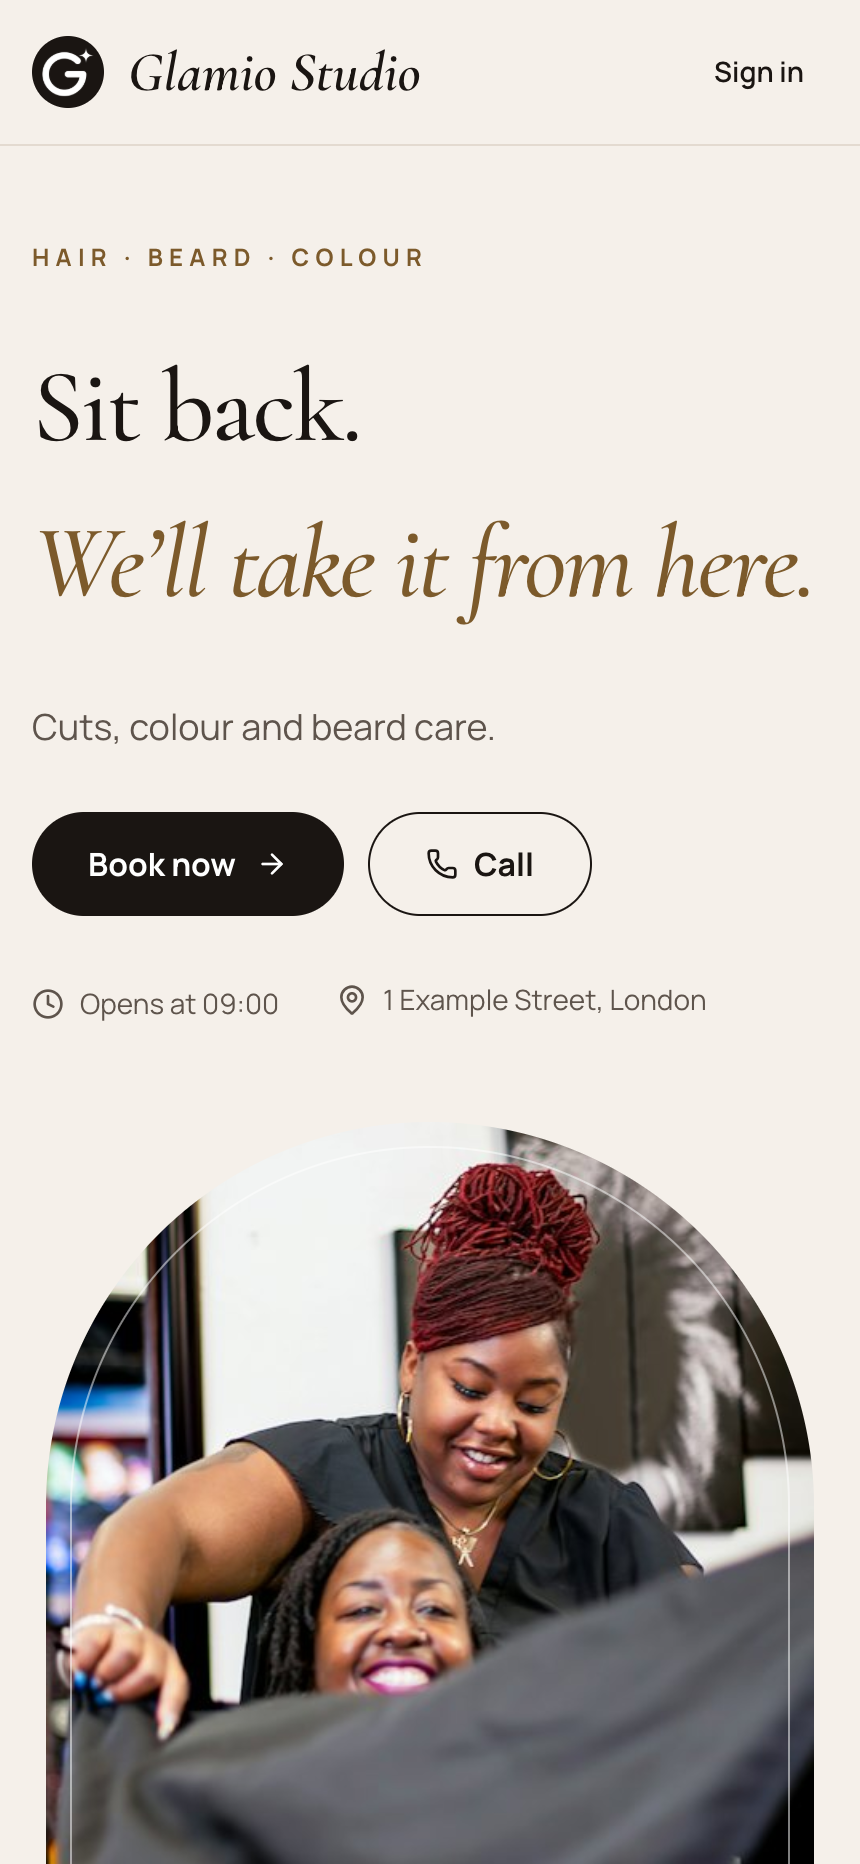 G Glamio Studio
Sign in
HAIR · BEARD · COLOUR
Sit back.
We’ll take it from here.
Cuts, colour and beard care.
Book now
Call
Opens at 09:00
1 Example Street, London